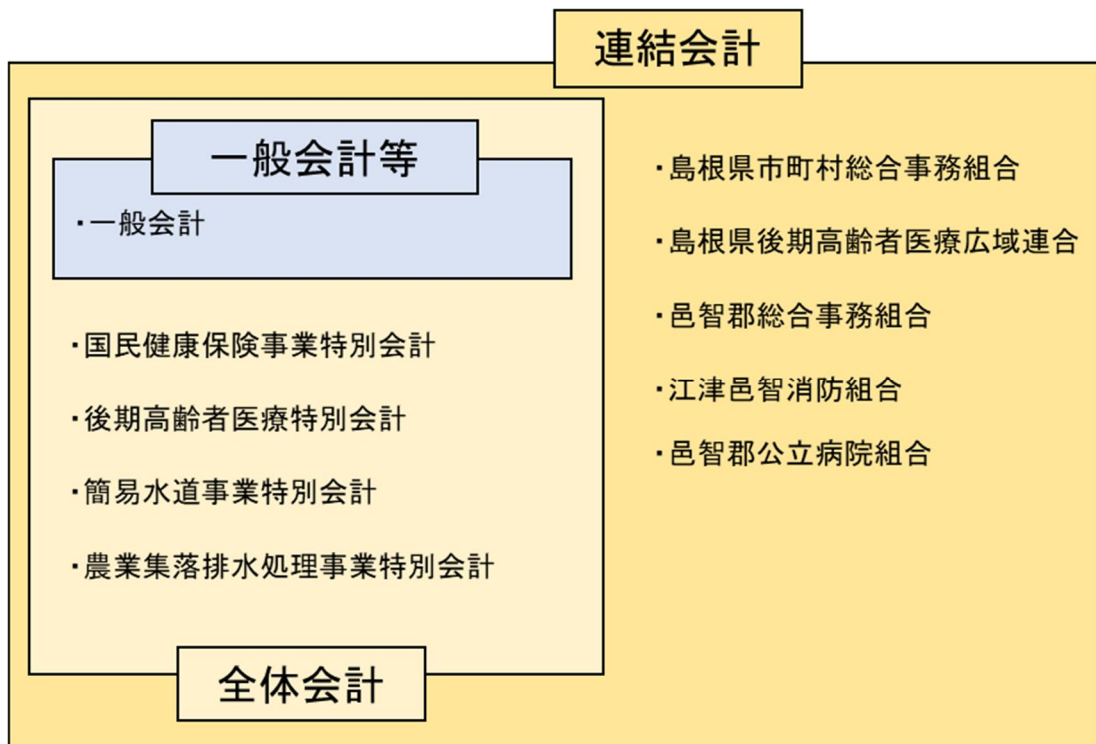 連結会計
一般会計等
・一般会計
・国民健康保険事業特別会計
・後期高齢者医療特別会計
・簡易水道事業特別会計
・農業集落排水処理事業特別会計
全体会計
・島根県市町村総合事務組合
・島根県後期高齢者医療広域連合
・邑智郡総合事務組合
・江津邑智消防組合
・邑智郡公立病院組合